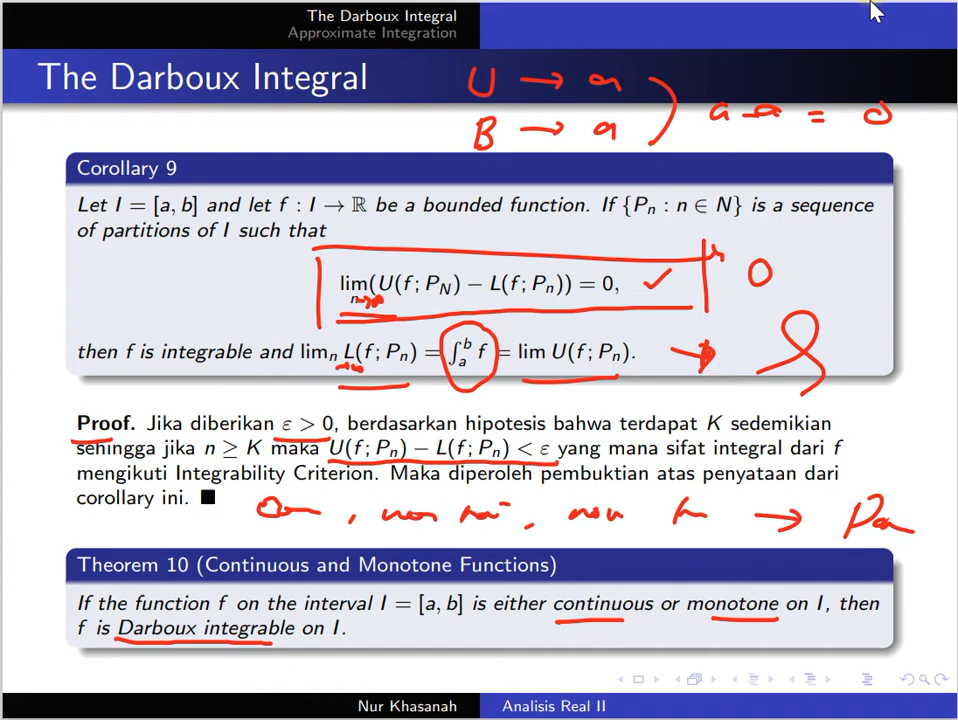 The Darboux Integral
Approximate Integration
The Darboux Integral
U → a
B → a
a - a = 0
Corollary 9
Let I = [a, b] and let f : I → ℝ be a bounded function. If {Pₙ : n ∈ N} is a sequence
of partitions of I such that
lim(U(f; P_N) − L(f; Pₙ)) = 0,
n→∞
0
then f is integrable and limₙ L(f; Pₙ) = ∫ₐᵇ f = lim U(f; Pₙ).
Proof. Jika diberikan ε > 0, berdasarkan hipotesis bahwa terdapat K sedemikian
sehingga jika n ≥ K maka U(f; Pₙ) − L(f; Pₙ) < ε yang mana sifat integral dari f
mengikuti Integrability Criterion. Maka diperoleh pembuktian atas penyataan dari
corollary ini. ■
Theorem 10 (Continuous and Monotone Functions)
If the function f on the interval I = [a, b] is either continuous or monotone on I, then
f is Darboux integrable on I.
Nur Khasanah
Analisis Real II